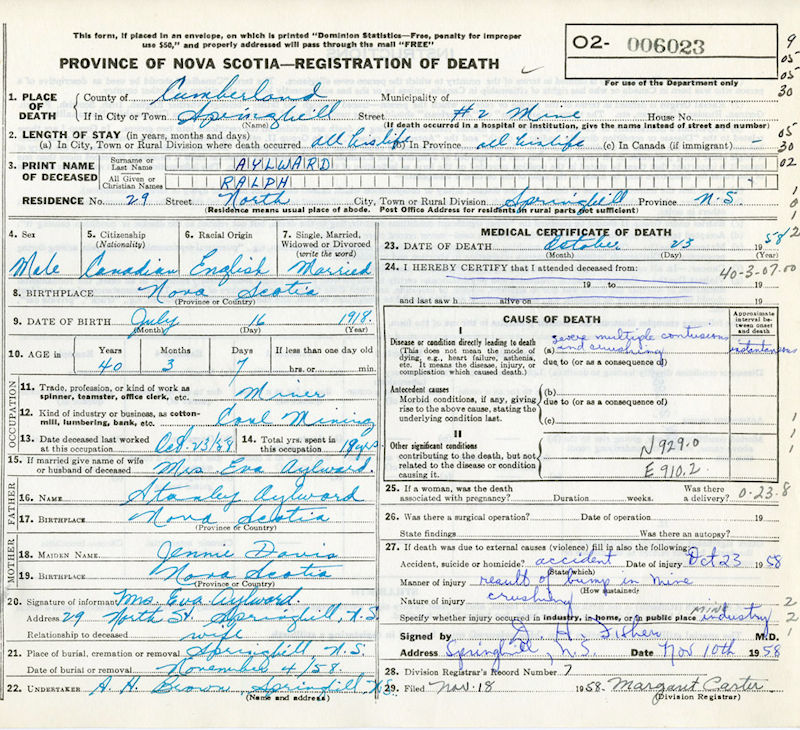 This form, if placed in an envelope, on which is printed "Dominion Statistics—Free, penalty for improper
use $50," and properly addressed will pass through the mail "FREE"
PROVINCE OF NOVA SCOTIA—REGISTRATION OF DEATH
O2- 006023
For use of the Department only
9
05
05
30
1. PLACE OF DEATH
County of Cumberland Municipality of
If in City or Town Springhill Street #2 Mine House No.
(Name) (If death occurred in a hospital or institution, give the name instead of street and number)
2. LENGTH OF STAY (in years, months and days)
(a) In City, Town or Rural Division where death occurred all his life (b) In Province all his life (c) In Canada (if immigrant) –
05
30
02
3. PRINT NAME OF DECEASED
Surname or Last Name AYLWARD
All Given or Christian Names RALPH
RESIDENCE No. 29 Street North City, Town or Rural Division Springhill Province N.S.
(Residence means usual place of abode. Post Office Address for residents in rural parts not sufficient)
4. Sex 5. Citizenship (Nationality) 6. Racial Origin 7. Single, Married, Widowed or Divorced (write the word)
Male Canadian English Married
8. BIRTHPLACE Nova Scotia
(Province or Country)
9. DATE OF BIRTH July 16 1918
(Month) (Day) (Year)
10. AGE in Years Months Days If less than one day old
40 3 7 hrs. or min.
OCCUPATION
11. Trade, profession, or kind of work as spinner, teamster, office clerk, etc. Miner
12. Kind of industry or business, as cotton-mill, lumbering, bank, etc. Coal Mining
13. Date deceased last worked at this occupation Oct. 23/58 14. Total yrs. spent in this occupation 18 yrs.
15. If married give name of wife or husband of deceased Mrs. Eva Aylward
FATHER
16. NAME Stanley Aylward
17. BIRTHPLACE Nova Scotia
(Province or Country)
MOTHER
18. MAIDEN NAME Jennie Davis
19. BIRTHPLACE Nova Scotia
(Province or Country)
20. Signature of informant Mrs. Eva Aylward.
Address 29 North St. Springhill, N.S.
Relationship to deceased wife
21. Place of burial, cremation or removal Springhill, N.S.
Date of burial or removal November 4/58.
22. UNDERTAKER A. H. Brown, Springhill N.S.
(Name and address)
MEDICAL CERTIFICATE OF DEATH
23. DATE OF DEATH October 23 1958
(Month) (Day) (Year)
24. I HEREBY CERTIFY that I attended deceased from:
40-3-07.00
19 to 19
and last saw h alive on 19
CAUSE OF DEATH
Approximate interval between onset and death
I
Disease or condition directly leading to death
(This does not mean the mode of dying, e.g., heart failure, asthenia, etc. It means the disease, injury, or complication which caused death.)
(a) severe multiple contusions and crushing instantaneous
due to (or as a consequence of)
Antecedent causes
Morbid conditions, if any, giving rise to the above cause, stating the underlying condition last.
(b)
due to (or as a consequence of)
(c)
II
Other significant conditions
contributing to the death, but not related to the disease or condition causing it.
N929.0
E910.2
25. If a woman, was the death associated with pregnancy? Duration weeks. Was there a delivery?
0-23-8
26. Was there a surgical operation? Date of operation 19
State findings Was there an autopsy?
27. If death was due to external causes (violence) fill in also the following:
Accident, suicide or homicide? accident Date of injury Oct 23 1958
(State which)
Manner of injury result of bump in mine
(How sustained)
Nature of injury crushing
MINE
Specify whether injury occurred in industry, in home, or in public place industry
Signed by D. H. Fisher M.D.
Address Springhill, N.S. Date Nov 10th 1958
28. Division Registrar's Record Number 7
29. Filed Nov. 18 1958. Margaret Carter
(Division Registrar)